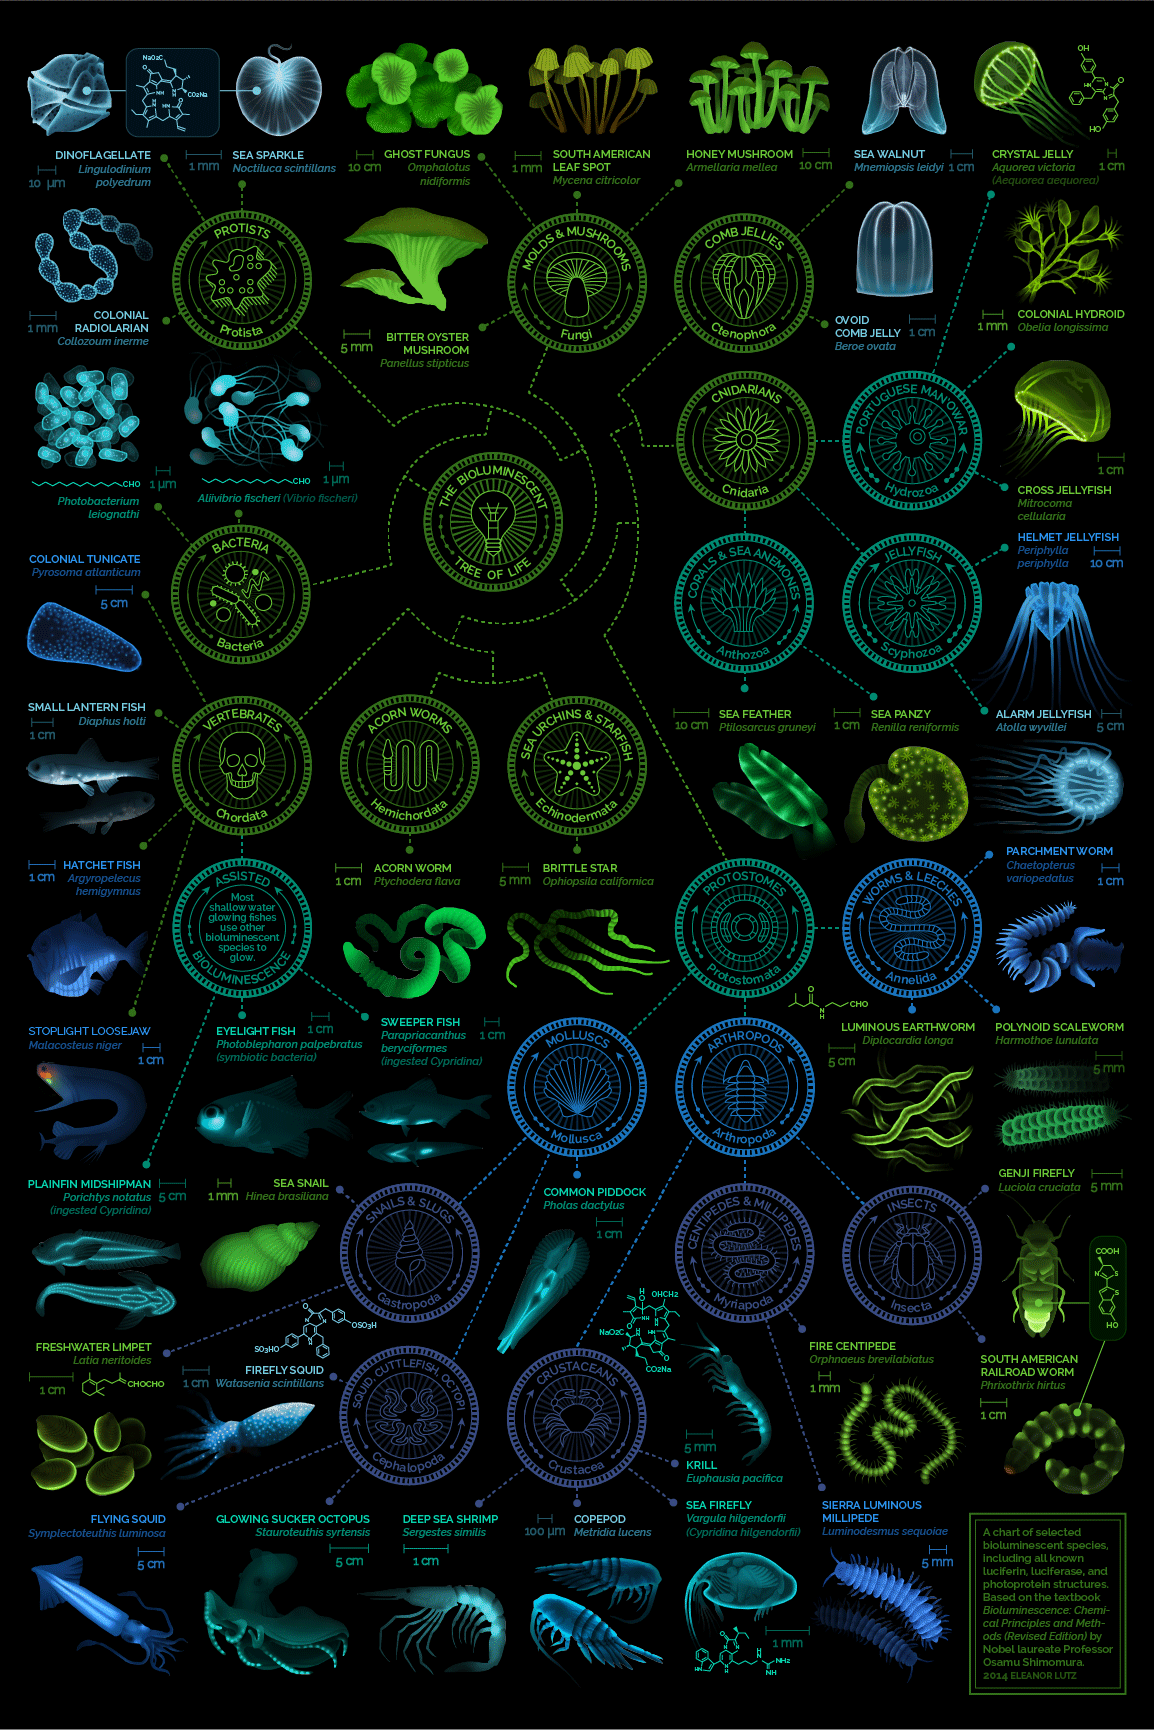 NaO2C
CO2Na
OH
HO
DINOFLAGELLATE
Lingulodinium
polyedrum
10 µm
1 mm
SEA SPARKLE
Noctiluca scintillans
10 cm
GHOST FUNGUS
Omphalotus
nidiformis
1 mm
SOUTH AMERICAN
LEAF SPOT
Mycena citricolor
HONEY MUSHROOM
Armellaria mellea
10 cm
SEA WALNUT
Mnemiopsis leidyi
1 cm
CRYSTAL JELLY
Aquorea victoria
(Aequorea aequorea)
1 cm
PROTISTS
Protista
MOLDS & MUSHROOMS
Fungi
COMB JELLIES
Ctenophora
1 mm
COLONIAL
RADIOLARIAN
Collozoum inerme
5 mm
BITTER OYSTER
MUSHROOM
Panellus stipticus
OVOID
COMB JELLY
Beroe ovata
1 cm
1 mm
COLONIAL HYDROID
Obelia longissima
CNIDARIANS
Cnidaria
PORTUGUESE MAN'OWAR
Hydrozoa
1 cm
CROSS JELLYFISH
Mitrocoma
cellularia
CHO
1 µm
Photobacterium
leiognathi
CHO
1 µm
Aliivibrio fischeri (Vibrio fischeri)
THE BIOLUMINESCENT
TREE OF LIFE
BACTERIA
Bacteria
CORALS & SEA ANEMONES
Anthozoa
JELLYFISH
Scyphozoa
HELMET JELLYFISH
Periphylla
periphylla
10 cm
COLONIAL TUNICATE
Pyrosoma atlanticum
5 cm
SMALL LANTERN FISH
Diaphus holti
1 cm
VERTEBRATES
Chordata
ACORN WORMS
Hemichordata
SEA URCHINS & STARFISH
Echinodermata
10 cm
SEA FEATHER
Ptilosarcus gruneyi
1 cm
SEA PANZY
Renilla reniformis
ALARM JELLYFISH
Atolla wyvillei
5 cm
1 cm
HATCHET FISH
Argyropelecus
hemigymnus
ASSISTED
BIOLUMINESCENCE
Most
shallow water
glowing fishes
use other
bioluminescent
species to
glow.
1 cm
ACORN WORM
Ptychodera flava
5 mm
BRITTLE STAR
Ophiopsila californica
PROTOSTOMES
Protostomata
WORMS & LEECHES
Annelida
PARCHMENT WORM
Chaetopterus
variopedatus
1 cm
STOPLIGHT LOOSEJAW
Malacosteus niger
1 cm
EYELIGHT FISH
Photoblepharon palpebratus
(symbiotic bacteria)
1 cm
SWEEPER FISH
Parapriacanthus
beryciformes
(ingested Cypridina)
1 cm
MOLLUSCS
Mollusca
ARTHROPODS
Arthropoda
CHO
LUMINOUS EARTHWORM
Diplocardia longa
5 cm
POLYNOID SCALEWORM
Harmothoe lunulata
5 mm
PLAINFIN MIDSHIPMAN
Porichtys notatus
(ingested Cypridina)
5 cm
1 mm
SEA SNAIL
Hinea brasiliana
SNAILS & SLUGS
Gastropoda
COMMON PIDDOCK
Pholas dactylus
1 cm
CENTIPEDES & MILLIPEDES
Myriapoda
INSECTS
Insecta
GENJI FIREFLY
Luciola cruciata
5 mm
COOH
HO
FRESHWATER LIMPET
Latia neritoides
1 cm
CHOCHO
OSO3H
SO3HO
1 cm
FIREFLY SQUID
Watasenia scintillans
SQUID, CUTTLEFISH, OCTOPI
Cephalopoda
CRUSTACEANS
Crustacea
OHCH2
NaO2C
CO2Na
5 mm
KRILL
Euphausia pacifica
FIRE CENTIPEDE
Orphnaeus brevilabiatus
1 mm
SOUTH AMERICAN
RAILROAD WORM
Phrixothrix hirtus
1 cm
FLYING SQUID
Symplectoteuthis luminosa
5 cm
GLOWING SUCKER OCTOPUS
Stauroteuthis syrtensis
5 cm
DEEP SEA SHRIMP
Sergestes similis
1 cm
100 µm
COPEPOD
Metridia lucens
SEA FIREFLY
Vargula hilgendorfii
(Cypridina hilgendorfii)
1 mm
SIERRA LUMINOUS
MILLIPEDE
Luminodesmus sequoiae
5 mm
A chart of selected
bioluminescent species,
including all known
luciferin, luciferase, and
photoprotein structures.
Based on the textbook
Bioluminescence: Chemi-
cal Principles and Meth-
ods (Revised Edition) by
Nobel laureate Professor
Osamu Shimomura.
2014 ELEANOR LUTZ